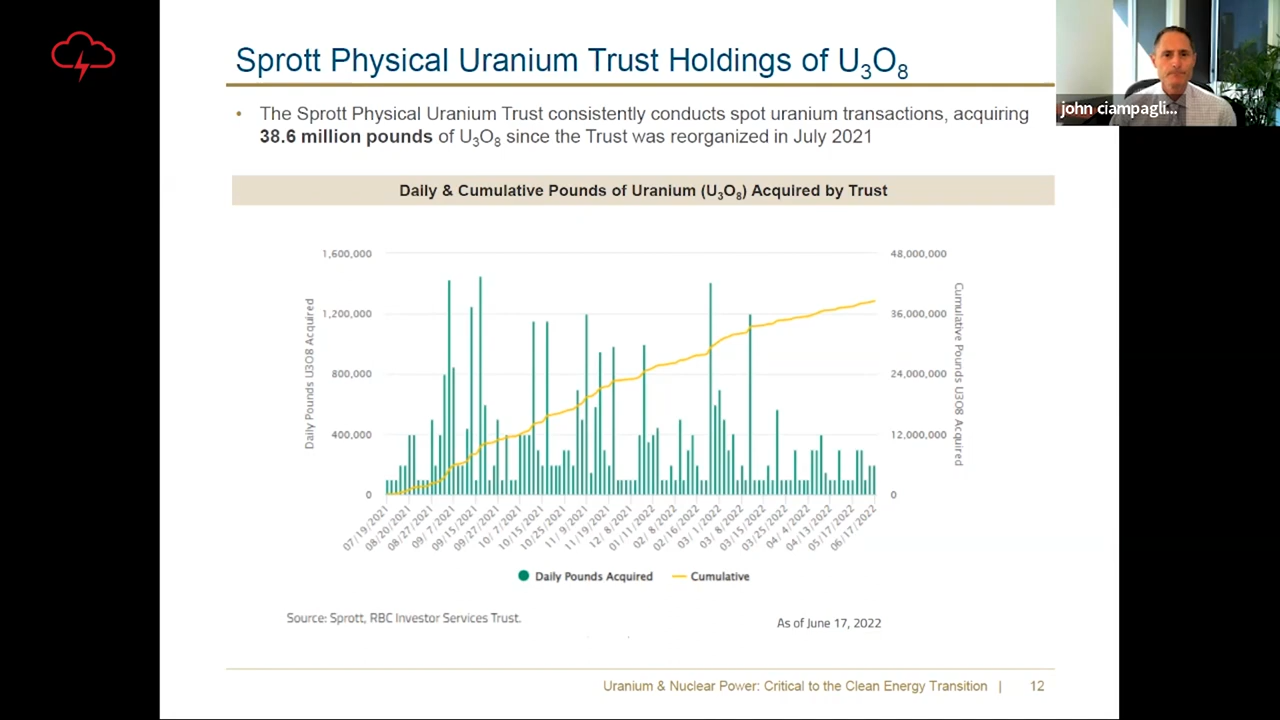 Sprott Physical Uranium Trust Holdings of U₃O₈
john ciampagli...
• The Sprott Physical Uranium Trust consistently conducts spot uranium transactions, acquiring
38.6 million pounds of U₃O₈ since the Trust was reorganized in July 2021
Daily & Cumulative Pounds of Uranium (U₃O₈) Acquired by Trust
1,600,000
1,200,000
800,000
400,000
0
Daily Pounds U3O8 Acquired
48,000,000
36,000,000
24,000,000
12,000,000
0
Cumulative Pounds U3O8 Acquired
07/19/2021
08/20/2021
08/27/2021
09/7/2021
09/15/2021
09/27/2021
10/7/2021
10/15/2021
10/25/2021
11/9/2021
11/19/2021
12/8/2021
01/11/2022
02/8/2022
02/16/2022
03/1/2022
03/8/2022
03/15/2022
03/25/2022
04/4/2022
04/13/2022
05/17/2022
06/17/2022
Daily Pounds Acquired
Cumulative
Source: Sprott, RBC Investor Services Trust.
As of June 17, 2022
Uranium & Nuclear Power: Critical to the Clean Energy Transition | 12